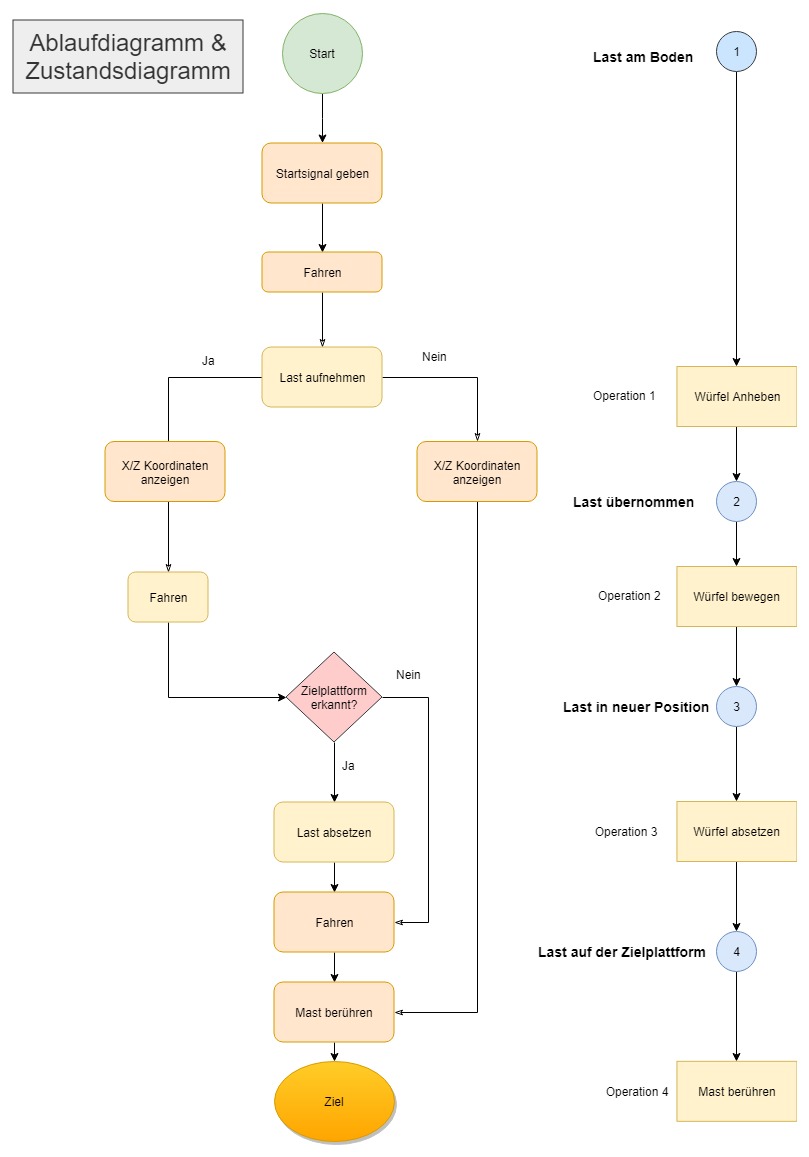 Ablaufdiagramm &
Zustandsdiagramm
Start
Startsignal geben
Fahren
Last aufnehmen
Ja
Nein
X/Z Koordinaten
anzeigen
X/Z Koordinaten
anzeigen
Fahren
Zielplattform
erkannt?
Nein
Ja
Last absetzen
Fahren
Mast berühren
Ziel
Last am Boden
1
Operation 1
Würfel Anheben
Last übernommen
2
Operation 2
Würfel bewegen
Last in neuer Position
3
Operation 3
Würfel absetzen
Last auf der Zielplattform
4
Operation 4
Mast berühren